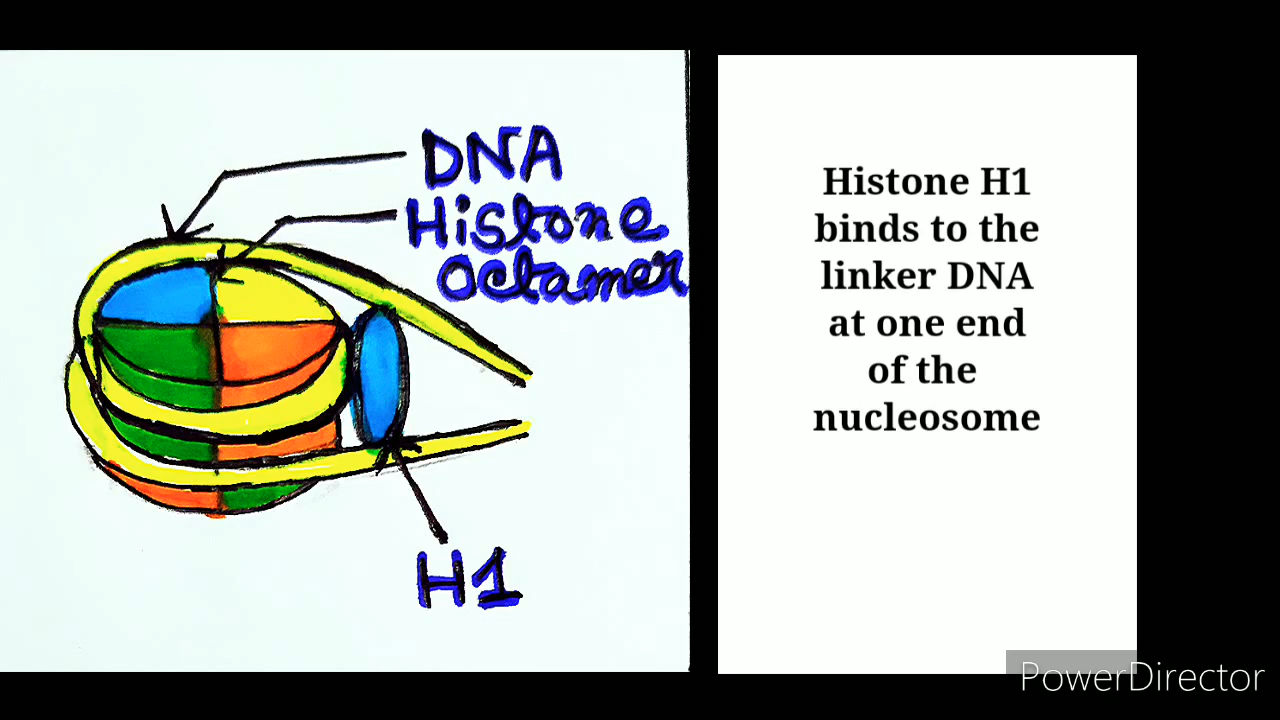 DNA
Histone
Octamer
H1
Histone H1
binds to the
linker DNA
at one end
of the
nucleosome
PowerDirector